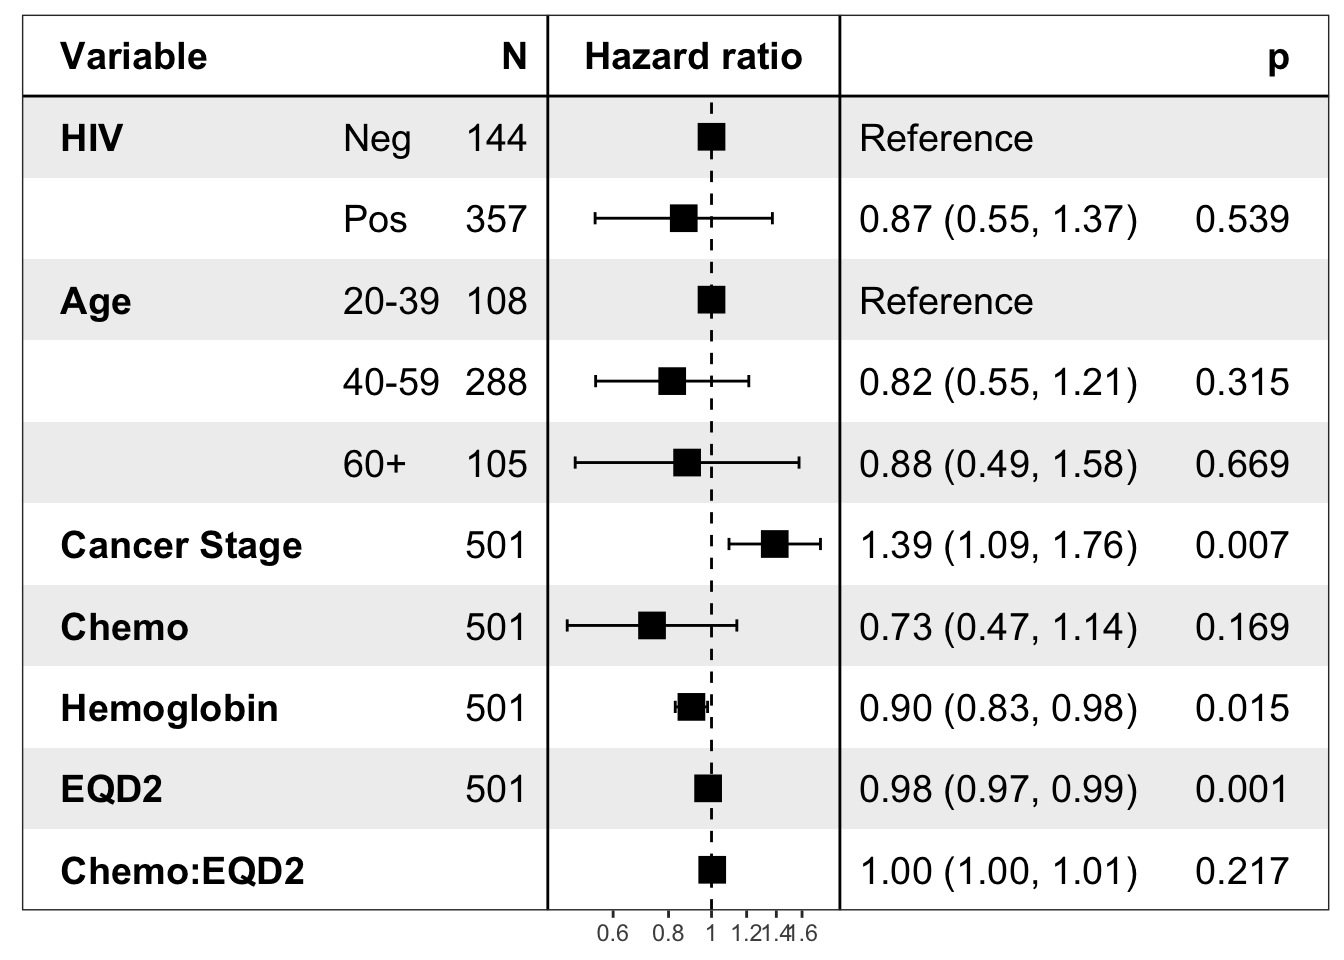 Variable N Hazard ratio p
HIV Neg 144 Reference
Pos 357 0.87 (0.55, 1.37) 0.539
Age 20-39 108 Reference
40-59 288 0.82 (0.55, 1.21) 0.315
60+ 105 0.88 (0.49, 1.58) 0.669
Cancer Stage 501 1.39 (1.09, 1.76) 0.007
Chemo 501 0.73 (0.47, 1.14) 0.169
Hemoglobin 501 0.90 (0.83, 0.98) 0.015
EQD2 501 0.98 (0.97, 0.99) 0.001
Chemo:EQD2 1.00 (1.00, 1.01) 0.217
0.6 0.8 1 1.2 1.4 1.6